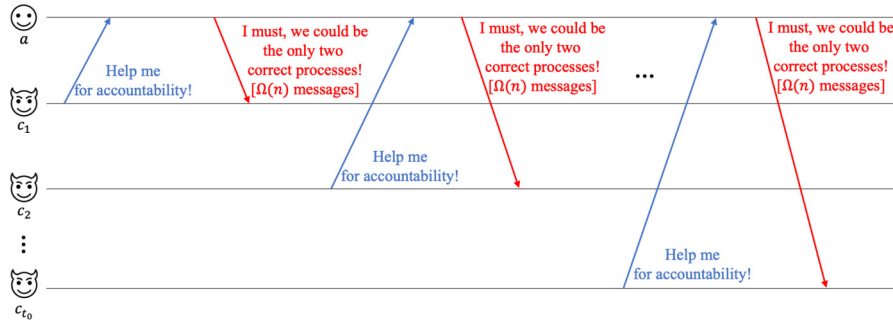 a
I must, we could be
the only two
correct processes!
[Ω(n) messages]
I must, we could be
the only two
correct processes!
[Ω(n) messages]
I must, we could be
the only two
correct processes!
[Ω(n) messages]
Help me
for accountability!
...
c₁
Help me
for accountability!
c₂
⋮
Help me
for accountability!
cₜ₀